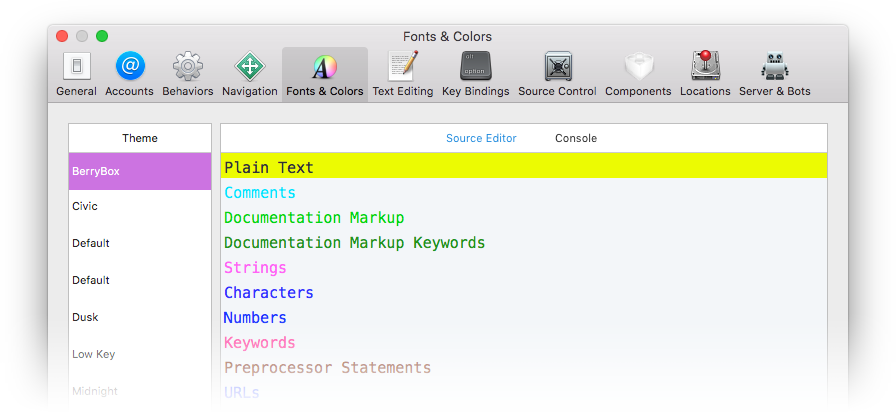 Fonts & Colors
General Accounts Behaviors Navigation Fonts & Colors Text Editing Key Bindings Source Control Components Locations Server & Bots
alt
option
Theme
BerryBox
Civic
Default
Default
Dusk
Low Key
Midnight
Source Editor Console
Plain Text
Comments
Documentation Markup
Documentation Markup Keywords
Strings
Characters
Numbers
Keywords
Preprocessor Statements
URLs